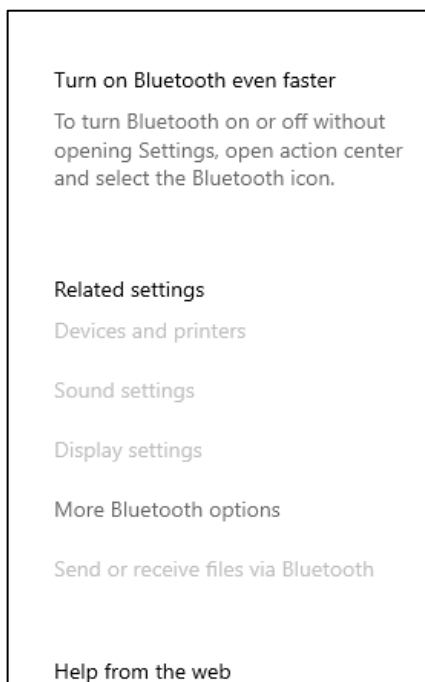 Turn on Bluetooth even faster
To turn Bluetooth on or off without
opening Settings, open action center
and select the Bluetooth icon.
Related settings
Devices and printers
Sound settings
Display settings
More Bluetooth options
Send or receive files via Bluetooth
Help from the web